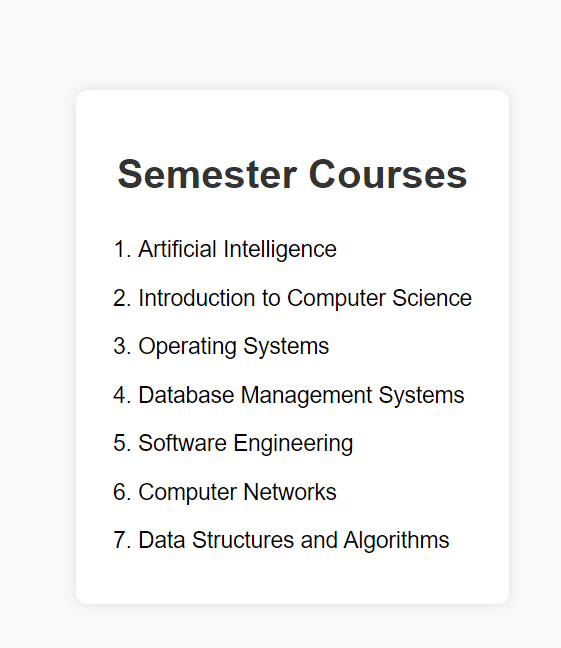 Semester Courses
1. Artificial Intelligence
2. Introduction to Computer Science
3. Operating Systems
4. Database Management Systems
5. Software Engineering
6. Computer Networks
7. Data Structures and Algorithms